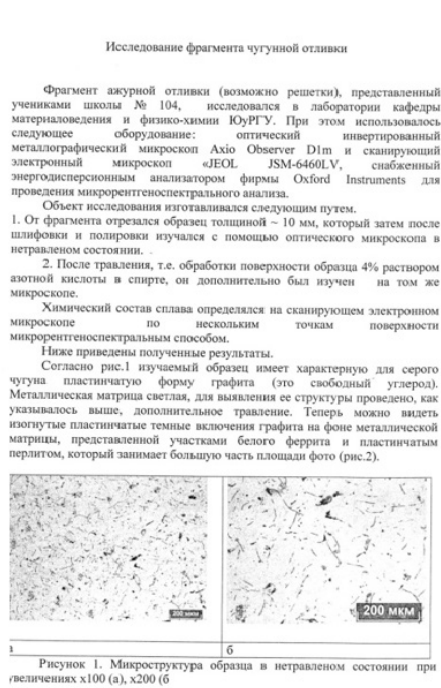 Исследование фрагмента чугунной отливки
Фрагмент ажурной отливки (возможно решетки), представленный
учениками школы № 104, исследовался в лаборатории кафедры
материаловедения и физико-химии ЮуРГУ. При этом использовалось
следующее оборудование: оптический инвертированный
металлографический микроскоп Axio Observer D1m и сканирующий
электронный микроскоп «JEOL JSM-6460LV, снабженный
энергодисперсионным анализатором фирмы Oxford Instruments для
проведения микрорентгеноспектрального анализа.
Объект исследования изготавливался следующим путем.
1. От фрагмента отрезался образец толщиной ~ 10 мм, который затем после
шлифовки и полировки изучался с помощью оптического микроскопа в
нетравленом состоянии.
2. После травления, т.е. обработки поверхности образца 4% раствором
азотной кислоты в спирте, он дополнительно был изучен на том же
микроскопе.
Химический состав сплава определялся на сканирующем электронном
микроскопе по нескольким точкам поверхности
микрорентгеноспектральным способом.
Ниже приведены полученные результаты.
Согласно рис.1 изучаемый образец имеет характерную для серого
чугуна пластинчатую форму графита (это свободный углерод).
Металлическая матрица светлая, для выявления ее структуры проведено, как
указывалось выше, дополнительное травление. Теперь можно видеть
изогнутые пластинчатые темные включения графита на фоне металлической
матрицы, представленной участками белого феррита и пластинчатым
перлитом, который занимает большую часть площади фото (рис.2).
200 мкм
200 мкм
а
б
Рисунок 1. Микроструктура образца в нетравленом состоянии при
увеличениях х100 (а), х200 (б